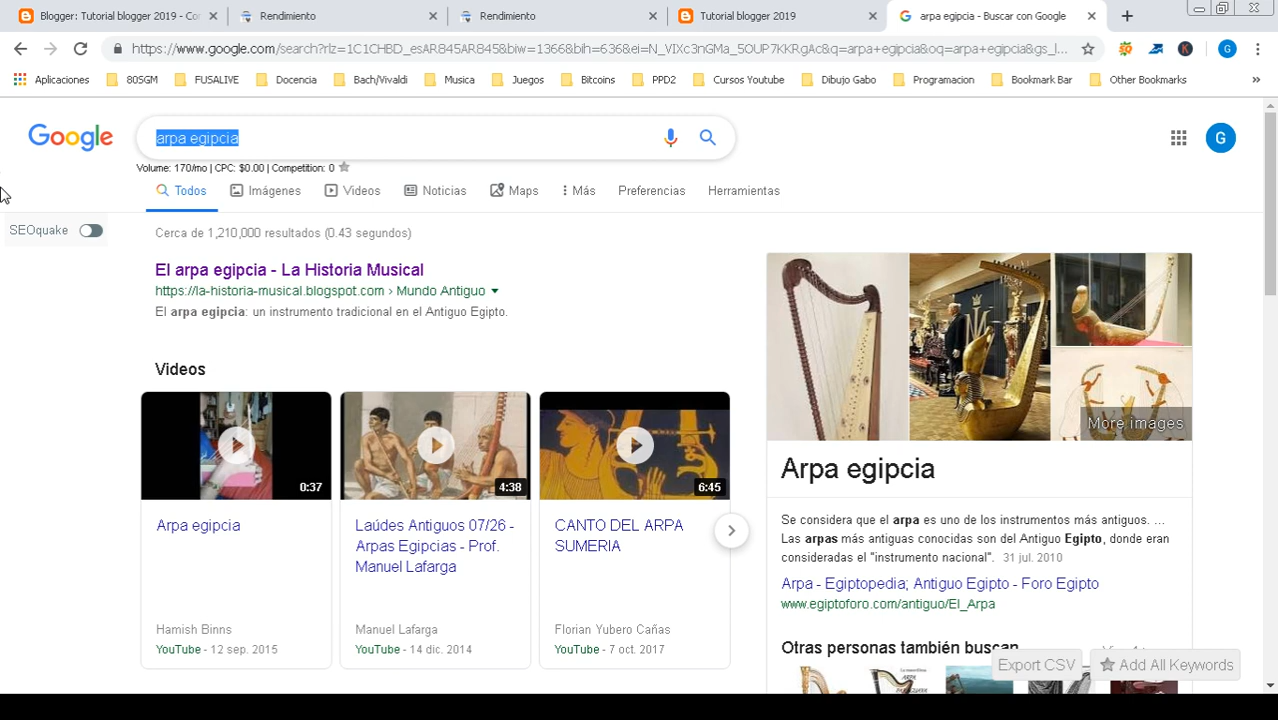 Blogger: Tutorial blogger 2019 - Co
Rendimiento
Rendimiento
Tutorial blogger 2019
arpa egipcia - Buscar con Google
https://www.google.com/search?rlz=1C1CHBD_esAR845AR845&biw=1366&bih=636&ei=N_VIXc3nGMa_5OUP7KKRgAc&q=arpa+egipcia&oq=arpa+egipcia&gs_l...
G
Aplicaciones
80SGM
FUSALIVE
Docencia
Bach/Vivaldi
Musica
Juegos
Bitcoins
PPD2
Cursos Youtube
Dibujo Gabo
Programacion
Bookmark Bar
Other Bookmarks
Google
arpa egipcia
G
Volume: 170/mo | CPC: $0.00 | Competition: 0
Todos
Imágenes
Videos
Noticias
Maps
Más
Preferencias
Herramientas
SEOquake
Cerca de 1,210,000 resultados (0.43 segundos)
El arpa egipcia - La Historia Musical
https://la-historia-musical.blogspot.com › Mundo Antiguo
El arpa egipcia: un instrumento tradicional en el Antiguo Egipto.
Videos
0:37
4:38
6:45
Arpa egipcia
Hamish Binns
YouTube - 12 sep. 2015
Laúdes Antiguos 07/26 -
Arpas Egipcias - Prof.
Manuel Lafarga
Manuel Lafarga
YouTube - 14 dic. 2014
CANTO DEL ARPA
SUMERIA
Florian Yubero Cañas
YouTube - 7 oct. 2017
More images
Arpa egipcia
Se considera que el arpa es uno de los instrumentos más antiguos. ...
Las arpas más antiguas conocidas son del Antiguo Egipto, donde eran
consideradas el "instrumento nacional". 31 jul. 2010
Arpa - Egiptopedia; Antiguo Egipto - Foro Egipto
www.egiptoforo.com/antiguo/El_Arpa
Otras personas también buscan
Export CSV
Add All Keywords